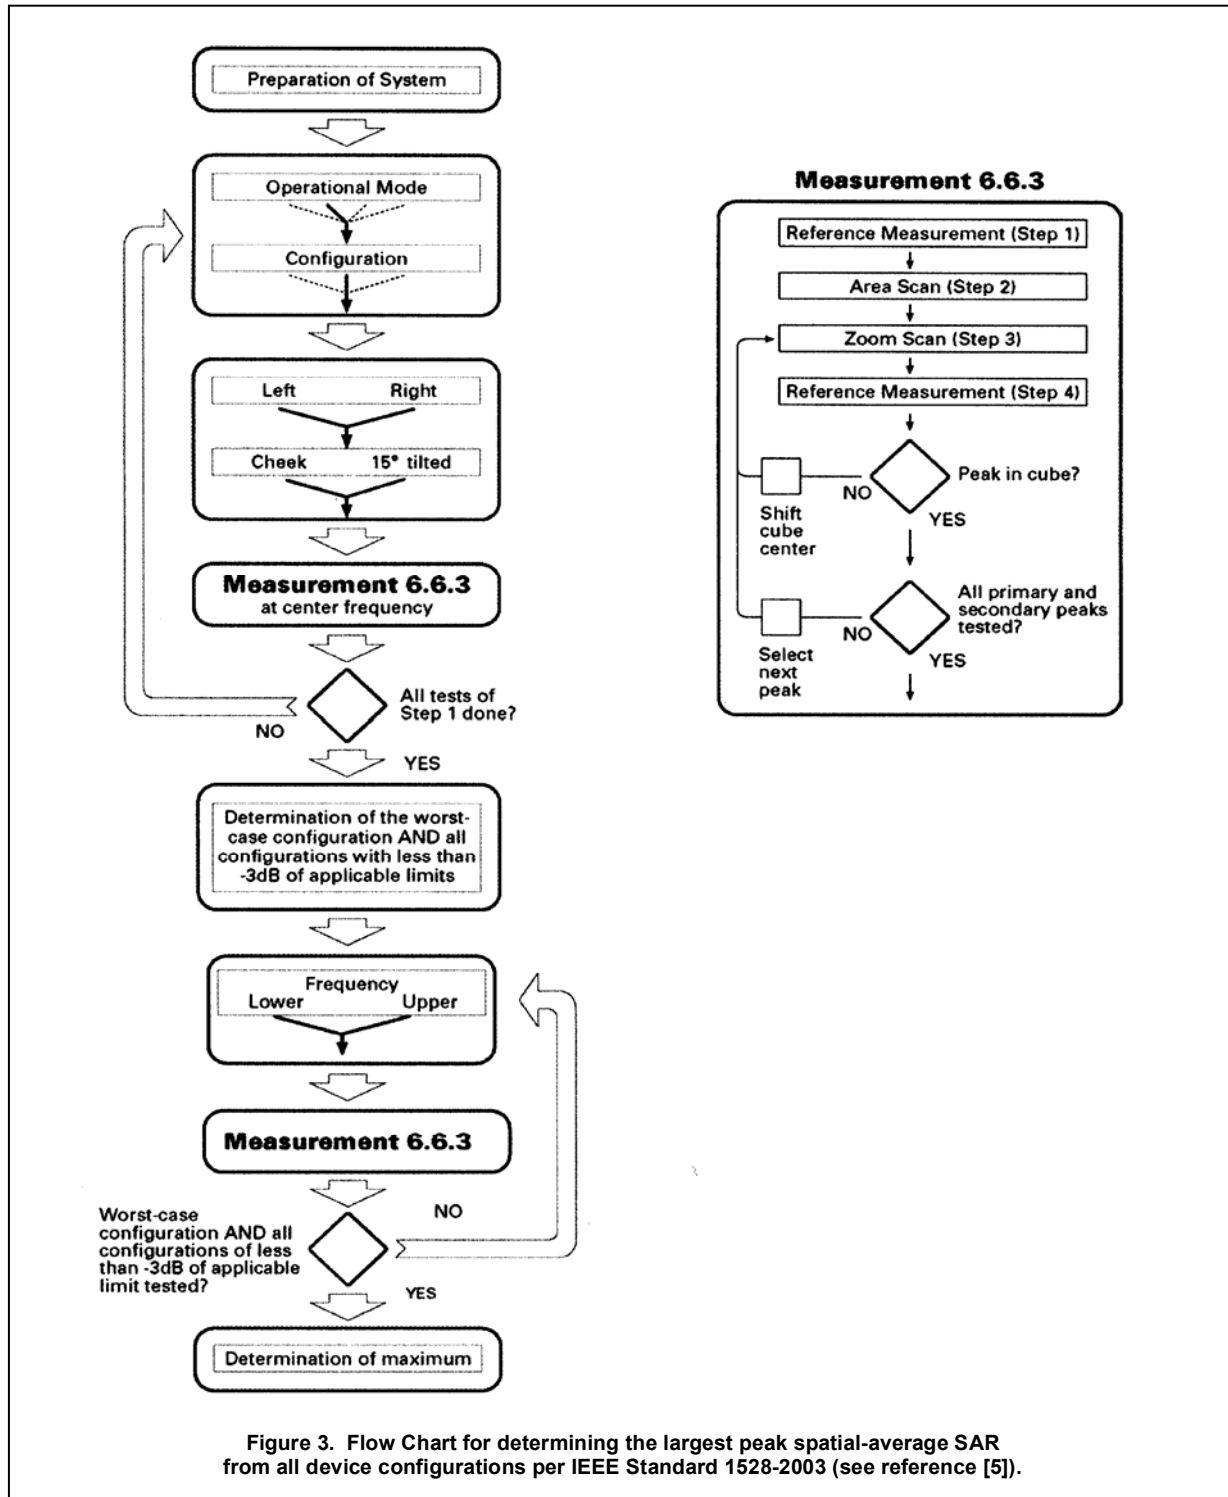 Preparation of System
Operational Mode
Configuration
Left Right
Cheek 15° tilted
Measurement 6.6.3
at center frequency
All tests of
Step 1 done?
NO
YES
Determination of the worst-
case configuration AND all
configurations with less than
-3dB of applicable limits
Frequency
Lower Upper
Measurement 6.6.3
NO
Worst-case
configuration AND all
configurations of less
than -3dB of applicable
limit tested?
YES
Determination of maximum
Measurement 6.6.3
Reference Measurement (Step 1)
Area Scan (Step 2)
Zoom Scan (Step 3)
Reference Measurement (Step 4)
Peak in cube?
NO
YES
Shift
cube
center
All primary and
secondary peaks
tested?
NO
YES
Select
next
peak
Figure 3. Flow Chart for determining the largest peak spatial-average SAR
from all device configurations per IEEE Standard 1528-2003 (see reference [5]).